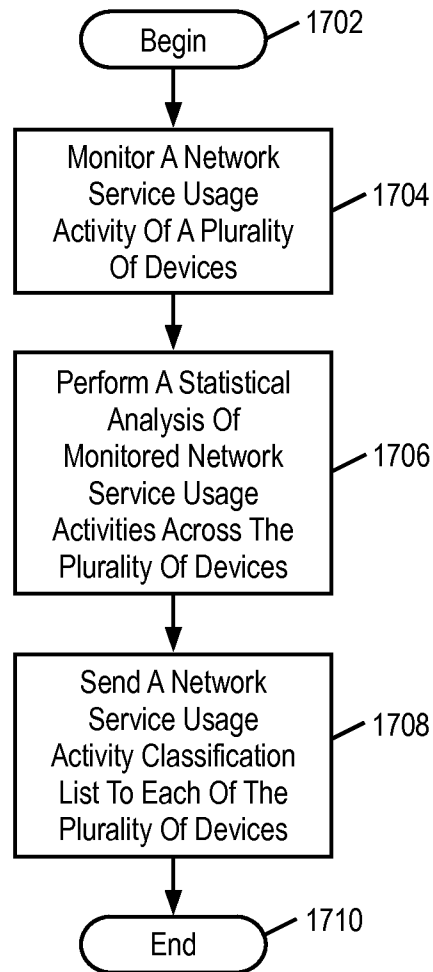 Begin
1702
Monitor A Network
Service Usage
Activity Of A Plurality
Of Devices
1704
Perform A Statistical
Analysis Of
Monitored Network
Service Usage
Activities Across The
Plurality Of Devices
1706
Send A Network
Service Usage
Activity Classification
List To Each Of The
Plurality Of Devices
1708
End
1710